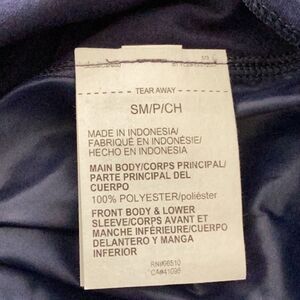 TEAR AWAY
SM/P/CH
MADE IN INDONESIA/
FABRIQUÉ EN INDONÉSIE/
HECHO EN INDONESIA
MAIN BODY/CORPS PRINCIPAL/
PARTE PRINCIPAL DEL
CUERPO
100% POLYESTER/poliéster
FRONT BODY & LOWER
SLEEVE/CORPS AVANT ET
MANCHE INFÉRIEURE/CUERPO
DELANTERO Y MANGA
INFERIOR